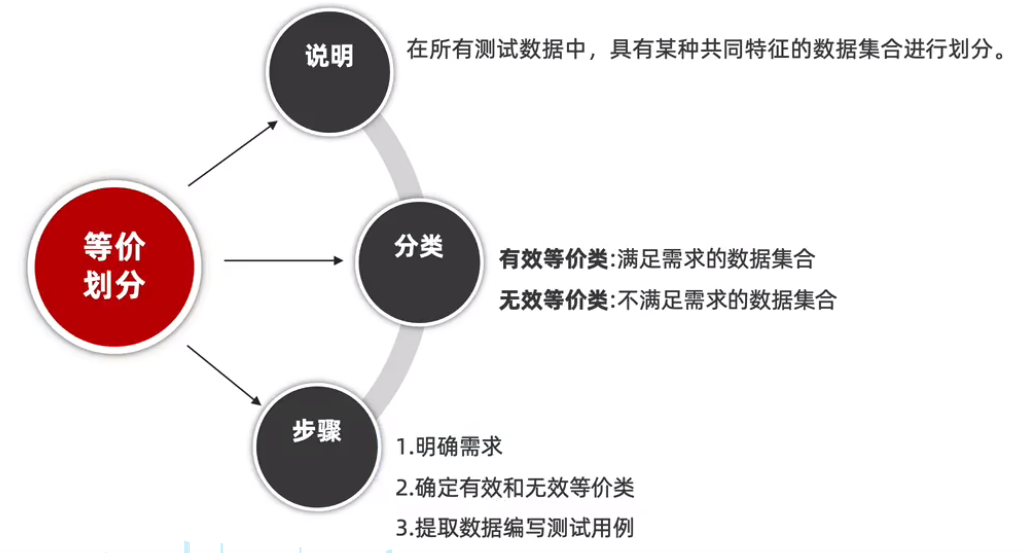 说明
在所有测试数据中，具有某种共同特征的数据集合进行划分。
等价
划分
分类
有效等价类:满足需求的数据集合
无效等价类:不满足需求的数据集合
步骤
1.明确需求
2.确定有效和无效等价类
3.提取数据编写测试用例